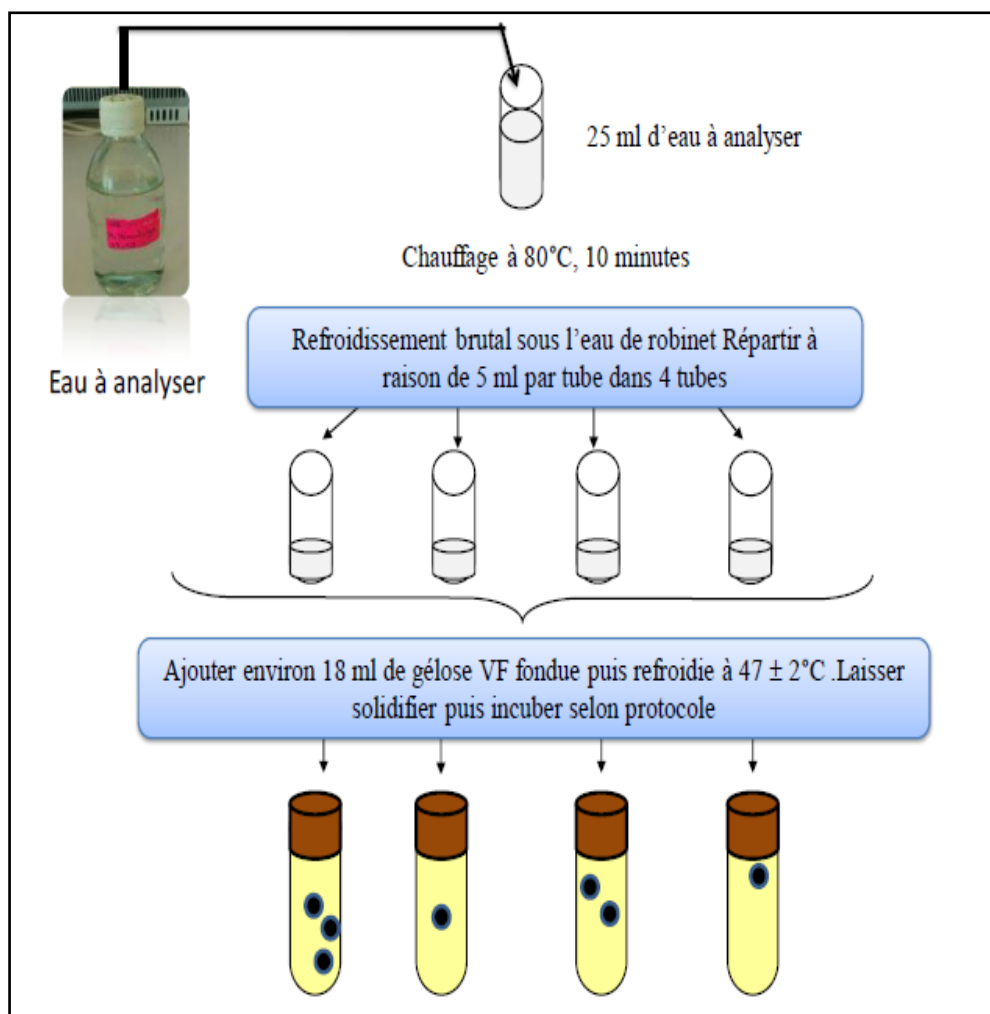 25 ml d’eau à analyser
Chauffage à 80°C, 10 minutes
Eau à analyser
Refroidissement brutal sous l’eau de robinet Répartir à
raison de 5 ml par tube dans 4 tubes
Ajouter environ 18 ml de gélose VF fondue puis refroidie à 47 ± 2°C .Laisser
solidifier puis incuber selon protocole